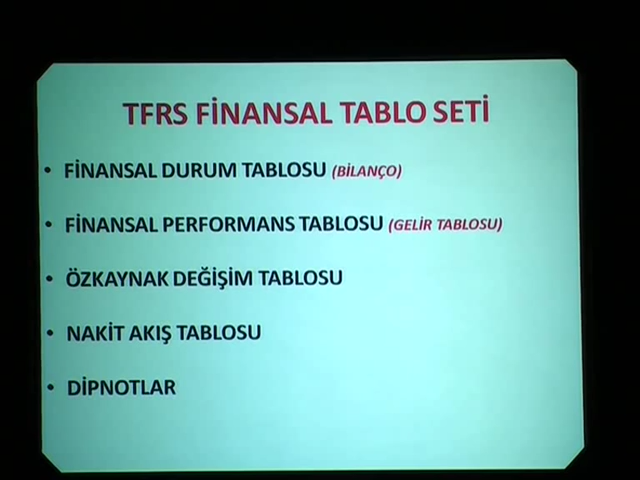 TFRS FİNANSAL TABLO SETİ
• FİNANSAL DURUM TABLOSU (BİLANÇO)
• FİNANSAL PERFORMANS TABLOSU (GELİR TABLOSU)
• ÖZKAYNAK DEĞİŞİM TABLOSU
• NAKİT AKIŞ TABLOSU
• DİPNOTLAR